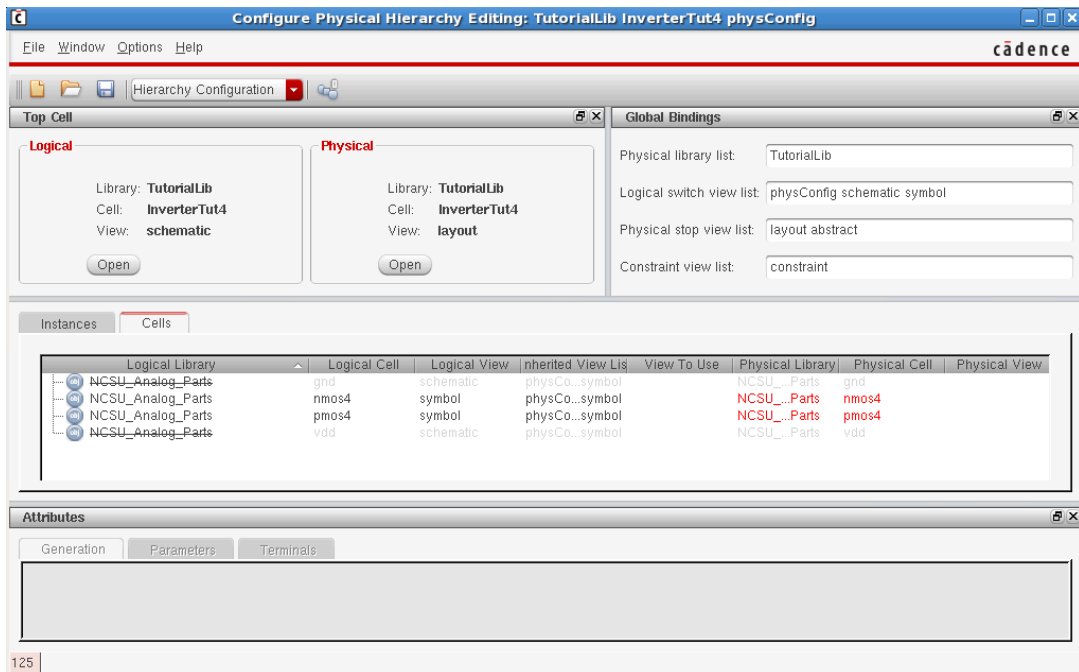 Configure Physical Hierarchy Editing: TutorialLib InverterTut4 physConfig
File Window Options Help
cādence
Hierarchy Configuration
Top Cell
Global Bindings
Logical
Library: TutorialLib
Cell: InverterTut4
View: schematic
Open
Physical
Library: TutorialLib
Cell: InverterTut4
View: layout
Open
Physical library list: TutorialLib
Logical switch view list: physConfig schematic symbol
Physical stop view list: layout abstract
Constraint view list: constraint
Instances Cells
Logical Library Logical Cell Logical View nherited View Lis View To Use Physical Library Physical Cell Physical View
NCSU_Analog_Parts gnd schematic physCo...symbol NCSU_...Parts gnd
NCSU_Analog_Parts nmos4 symbol physCo...symbol NCSU_...Parts nmos4
NCSU_Analog_Parts pmos4 symbol physCo...symbol NCSU_...Parts pmos4
NCSU_Analog_Parts vdd schematic physCo...symbol NCSU_...Parts vdd
Attributes
Generation Parameters Terminals
125